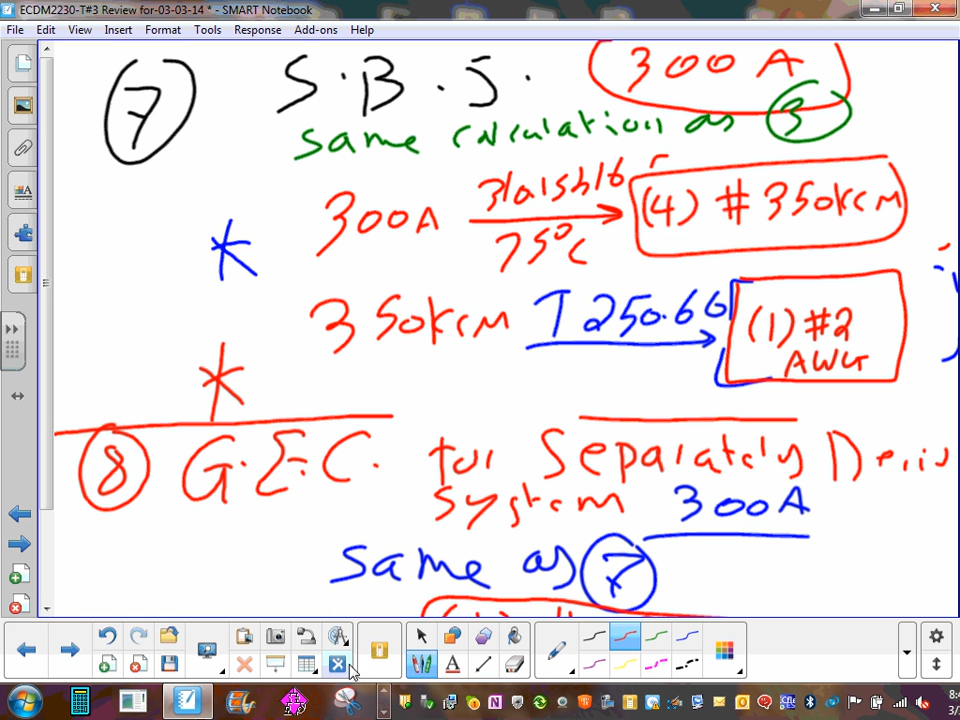 ECDM2230-T#3 Review for-03-03-14 * - SMART Notebook
File Edit View Insert Format Tools Response Add-ons Help
7 S.B.J. 300 A
same calculation as 3
300A 310.15b16 75°C (4) # 350kcm
350kcm T 250.66 (1) #2 AWG
8 G.E.C. for Separately Deriv
system 300A
same as 7